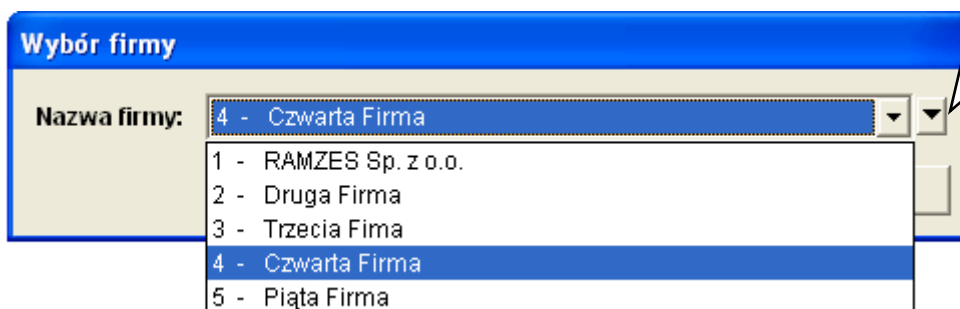 Wybór firmy
Nazwa firmy: 4 - Czwarta Firma
1 - RAMZES Sp. z o.o.
2 - Druga Firma
3 - Trzecia Fima
4 - Czwarta Firma
5 - Piąta Firma